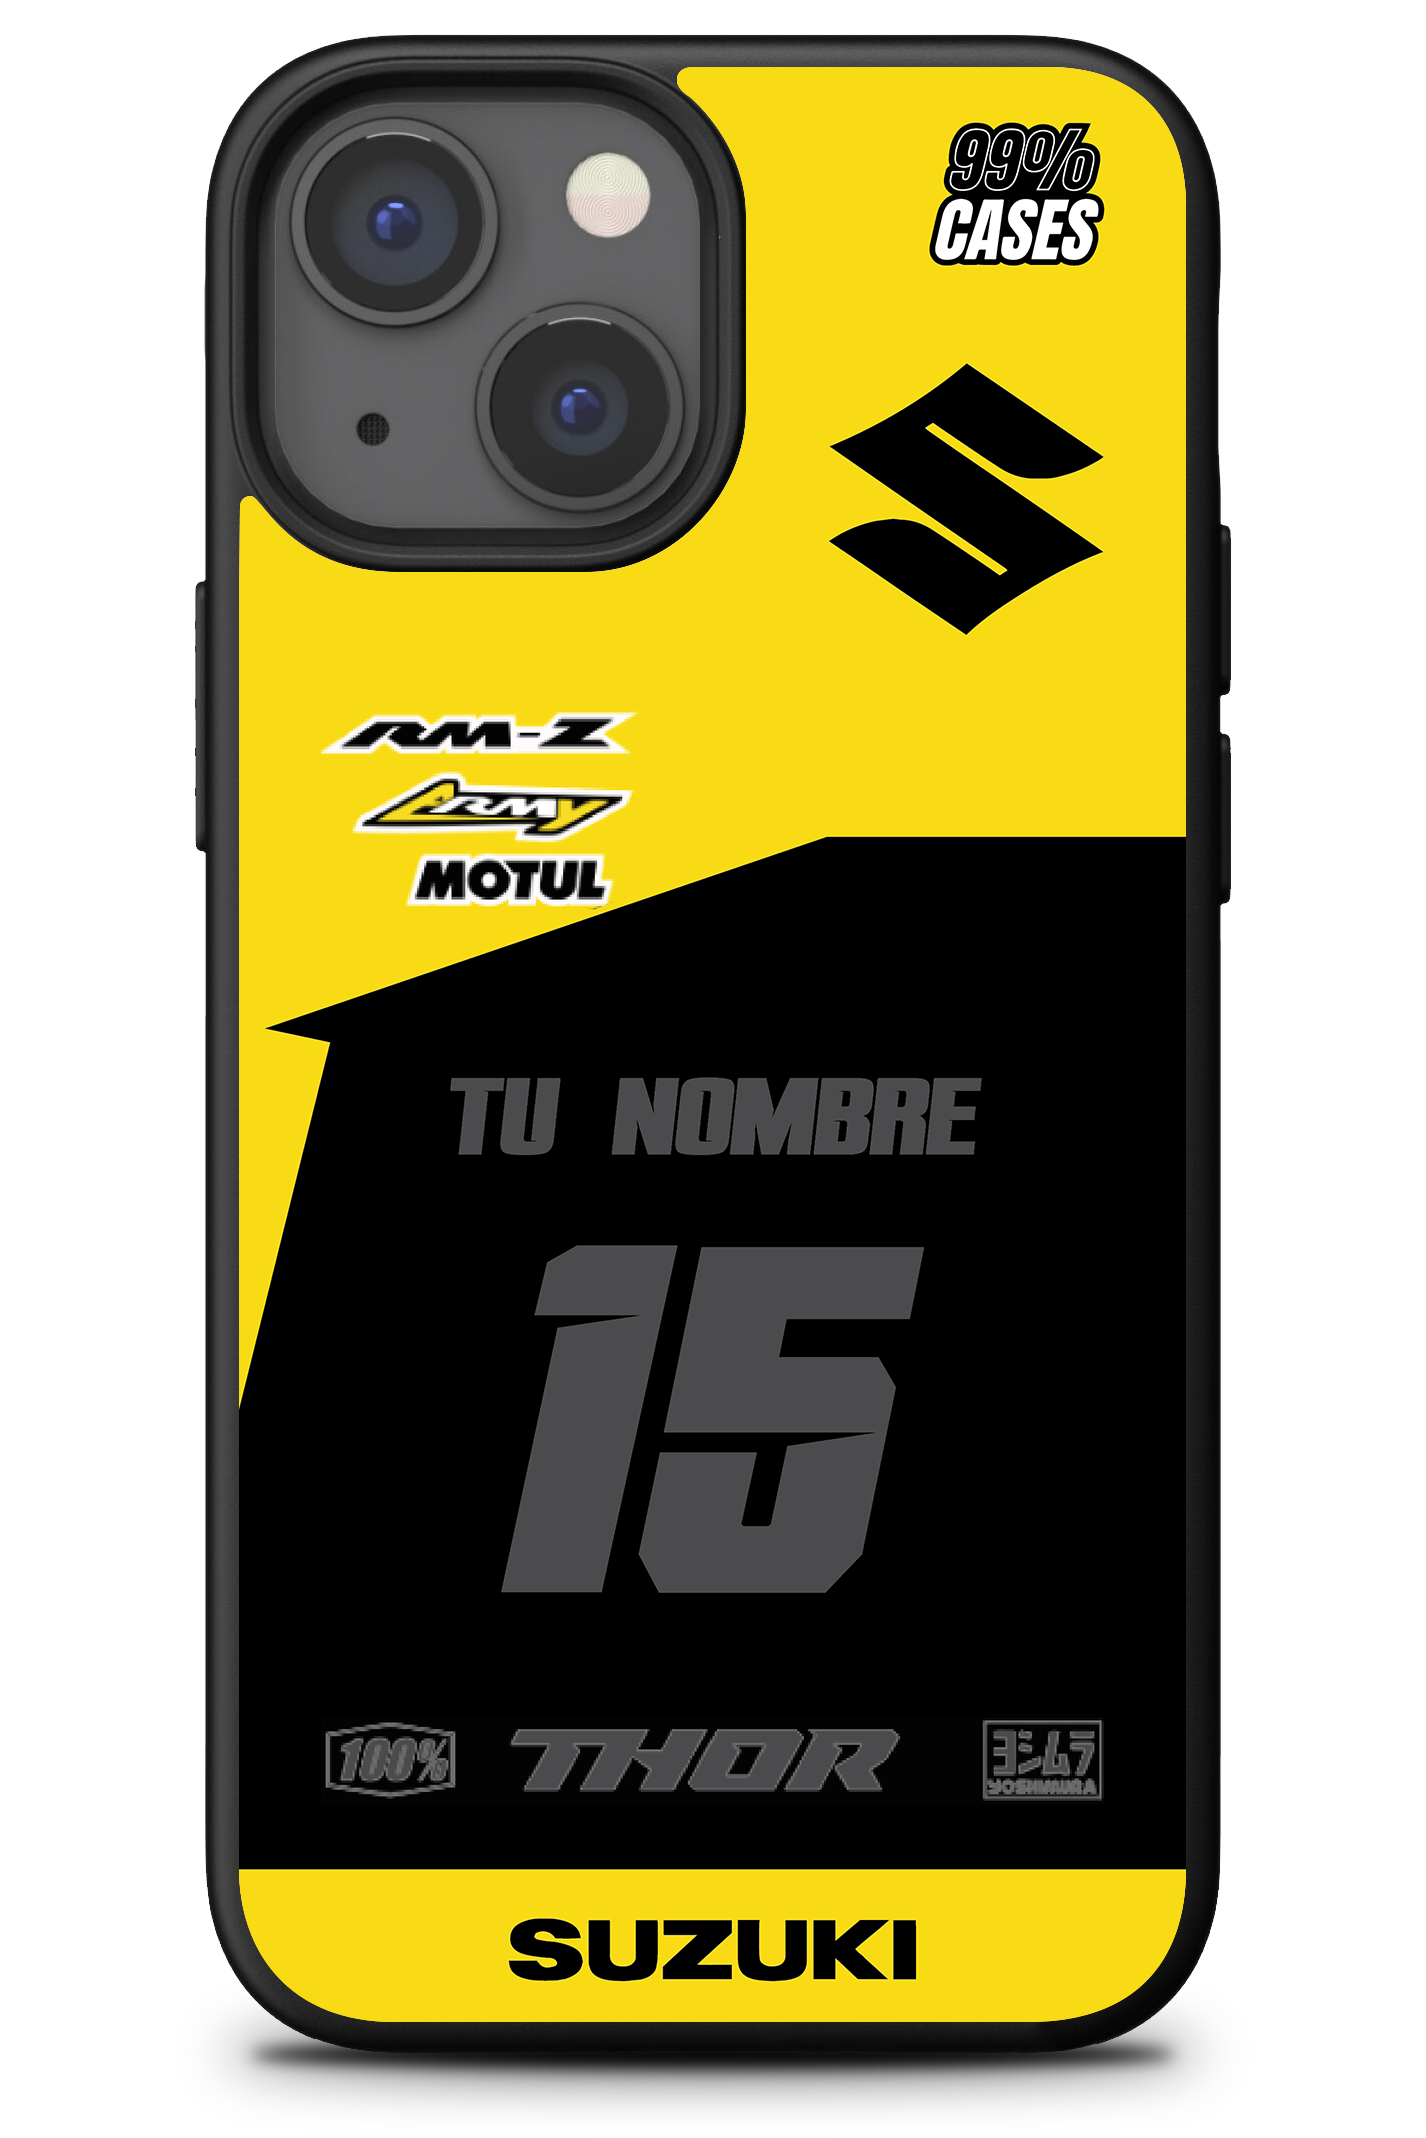 99%
CASES
RM-Z
ARMY
MOTUL
TU NOMBRE
15
100%
THOR
ヨシムラ
YOSHIMURA
SUZUKI